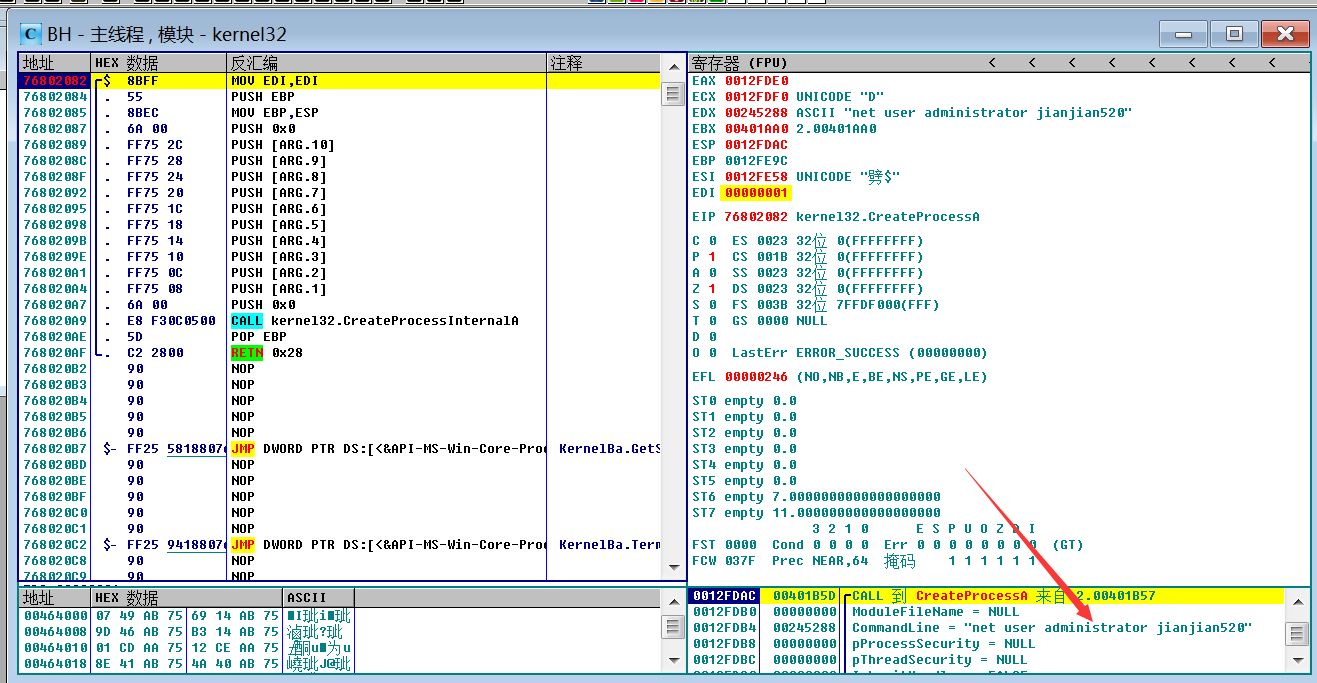 BH - 主线程 , 模块 - kernel32
地址 HEX 数据 反汇编 注释
76802082 $ 8BFF MOV EDI,EDI
76802084 . 55 PUSH EBP
76802085 . 8BEC MOV EBP,ESP
76802087 . 6A 00 PUSH 0x0
76802089 . FF75 2C PUSH [ARG.10]
7680208C . FF75 28 PUSH [ARG.9]
7680208F . FF75 24 PUSH [ARG.8]
76802092 . FF75 20 PUSH [ARG.7]
76802095 . FF75 1C PUSH [ARG.6]
76802098 . FF75 18 PUSH [ARG.5]
7680209B . FF75 14 PUSH [ARG.4]
7680209E . FF75 10 PUSH [ARG.3]
768020A1 . FF75 0C PUSH [ARG.2]
768020A4 . FF75 08 PUSH [ARG.1]
768020A7 . 6A 00 PUSH 0x0
768020A9 . E8 F30C0500 CALL kernel32.CreateProcessInternalA
768020AE . 5D POP EBP
768020AF . C2 2800 RETN 0x28
768020B2 90 NOP
768020B3 90 NOP
768020B4 90 NOP
768020B5 90 NOP
768020B6 90 NOP
768020B7 $- FF25 5818807 JMP DWORD PTR DS:[<&API-MS-Win-Core-Pro KernelBa.GetS
768020BD 90 NOP
768020BE 90 NOP
768020BF 90 NOP
768020C0 90 NOP
768020C1 90 NOP
768020C2 $- FF25 9418807 JMP DWORD PTR DS:[<&API-MS-Win-Core-Pro KernelBa.Term
768020C8 90 NOP
768020C9 90 NOP
寄存器 (FPU) < < < < < < < <
EAX 0012FDE0
ECX 0012FDF0 UNICODE "D"
EDX 00245288 ASCII "net user administrator jianjian520"
EBX 00401AA0 2.00401AA0
ESP 0012FDAC
EBP 0012FE9C
ESI 0012FE58 UNICODE "劈$"
EDI 00000001
EIP 76802082 kernel32.CreateProcessA
C 0 ES 0023 32位 0(FFFFFFFF)
P 1 CS 001B 32位 0(FFFFFFFF)
A 0 SS 0023 32位 0(FFFFFFFF)
Z 1 DS 0023 32位 0(FFFFFFFF)
S 0 FS 003B 32位 7FFDF000(FFF)
T 0 GS 0000 NULL
D 0
O 0 LastErr ERROR_SUCCESS (00000000)
EFL 00000246 (NO,NB,E,BE,NS,PE,GE,LE)
ST0 empty 0.0
ST1 empty 0.0
ST2 empty 0.0
ST3 empty 0.0
ST4 empty 0.0
ST5 empty 0.0
ST6 empty 7.0000000000000000000
ST7 empty 11.000000000000000000
3 2 1 0 E S P U O Z D I
FST 0000 Cond 0 0 0 0 Err 0 0 0 0 0 0 0 0 (GT)
FCW 037F Prec NEAR,64 掩码 1 1 1 1 1 1
地址 HEX 数据 ASCII
00464000 07 49 AB 75 69 14 AB 75
00464008 9D 46 AB 75 B3 14 AB 75
00464010 01 CD AA 75 12 CE AA 75
00464018 8E 41 AB 75 4A 40 AB 75
0012FDAC 00401B5D CALL 到 CreateProcessA 来自 2.00401B57
0012FDB0 00000000 ModuleFileName = NULL
0012FDB4 00245288 CommandLine = "net user administrator jianjian520"
0012FDB8 00000000 pProcessSecurity = NULL
0012FDBC 00000000 pThreadSecurity = NULL